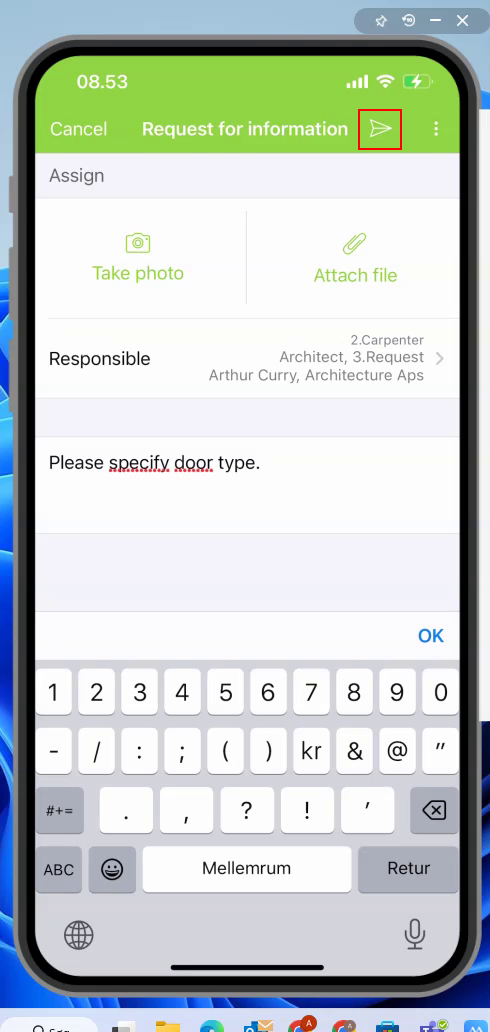 08.53
Cancel
Request for information
Assign
Take photo
Attach file
2.Carpenter
Responsible
Architect, 3.Request
Arthur Curry, Architecture Aps
Please specify door type.
OK
1 2 3 4 5 6 7 8 9 0
- / : ; ( ) kr & @ "
#+= . , ? ! '
ABC Mellemrum Retur